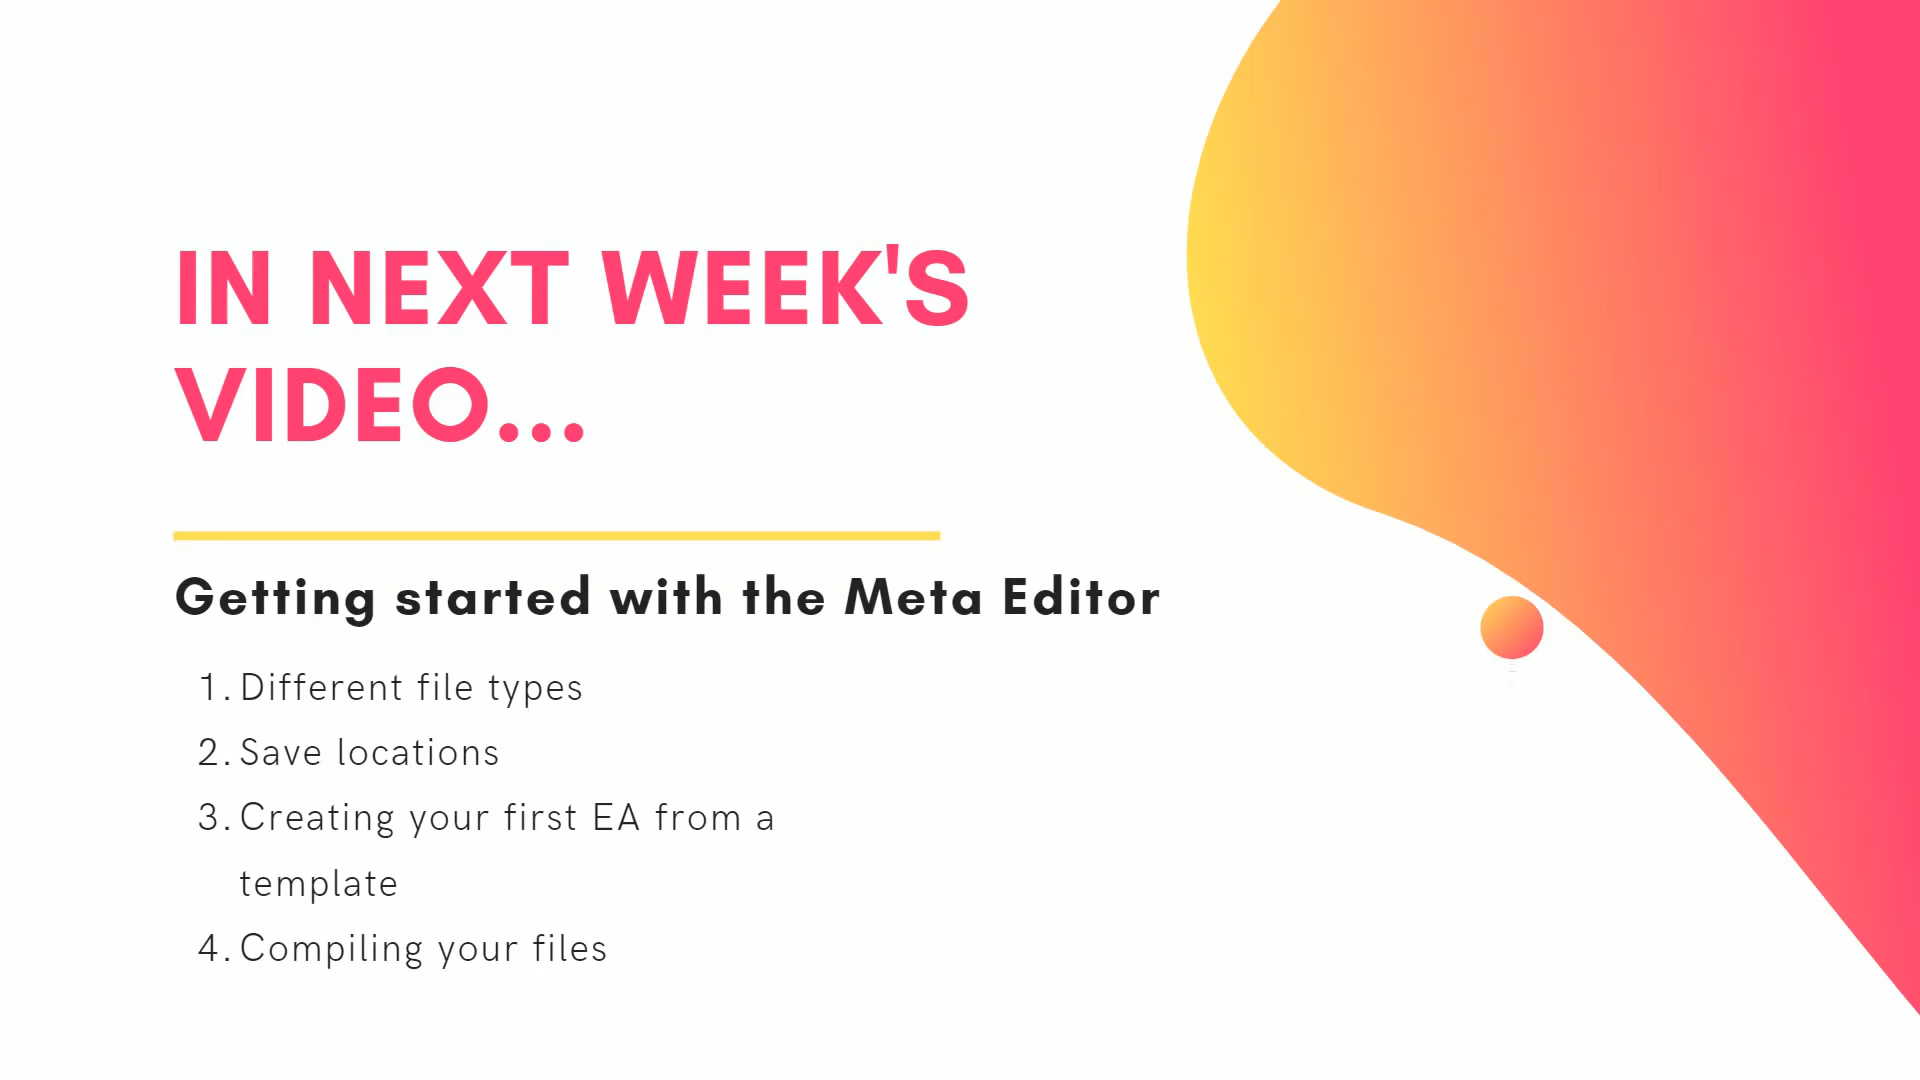 IN NEXT WEEK'S
VIDEO...
Getting started with the Meta Editor
1. Different file types
2. Save locations
3. Creating your first EA from a
template
4. Compiling your files